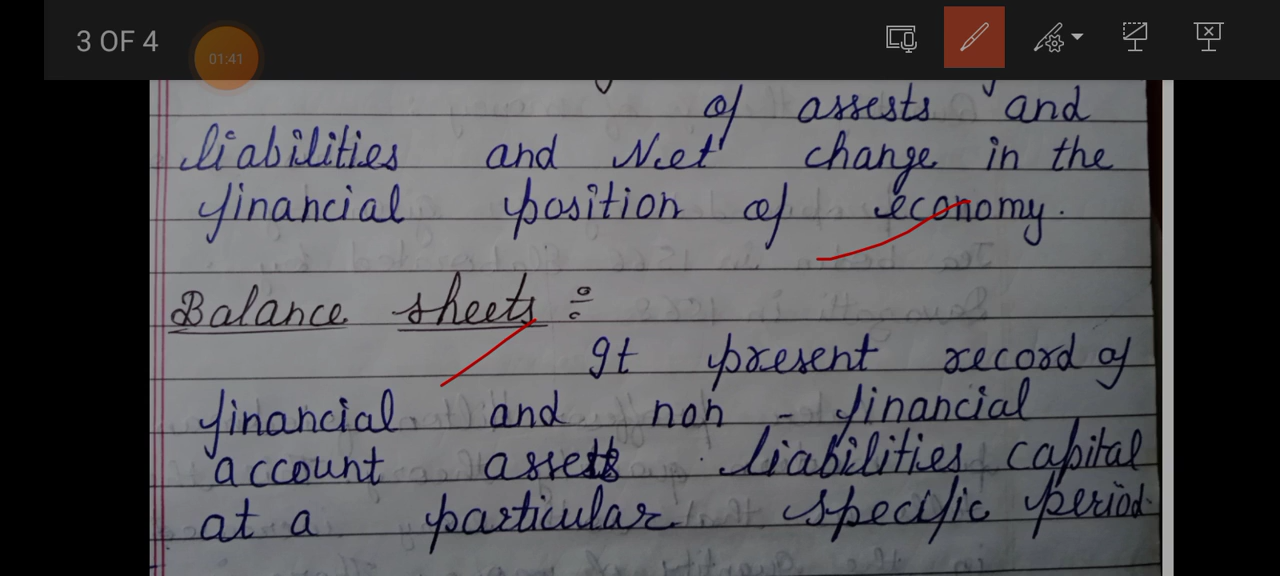 3 OF 4
01:41
of assests and
liabilities and Net change in the
financial position of economy.
Balance sheets ÷
It present record of
financial and non - financial
account assets liabilities capital
at a particular specific period.